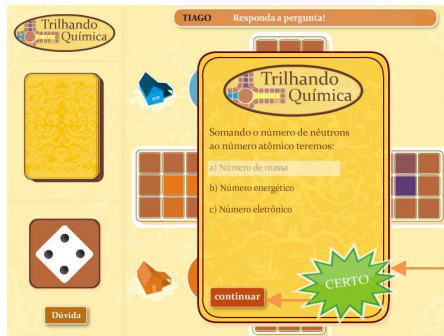 Trilhando
Química
TIAGO Responda a pergunta!
Trilhando
Química
Somando o número de nêutrons
ao número atômico teremos:
a) Número de massa
b) Número energético
c) Número eletrônico
CERTO
continuar
Dúvida